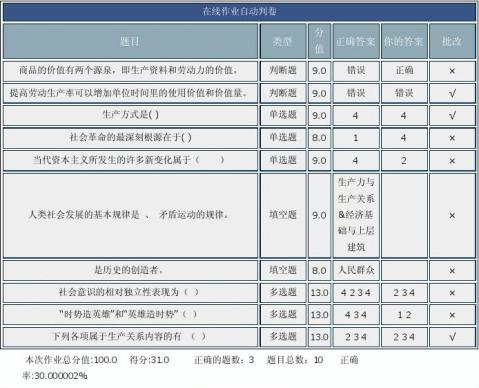 在线作业自动判卷
题目 类型 分值 正确答案 你的答案 批改
商品的价值有两个源泉，即生产资料和劳动力的价值。 判断题 9.0 错误 正确 ×
提高劳动生产率可以增加单位时间里的使用价值和价值量。 判断题 9.0 错误 错误 √
生产方式是( ) 单选题 9.0 4 4 √
社会革命的最深刻根源在于( ) 单选题 8.0 1 4 ×
当代资本主义所发生的许多新变化属于（ ） 单选题 9.0 4 2 ×
人类社会发展的基本规律是 、 矛盾运动的规律。 填空题 9.0 生产力与生产关系&经济基础与上层建筑 ×
是历史的创造者。 填空题 8.0 人民群众 ×
社会意识的相对独立性表现为（ ） 多选题 13.0 4 2 3 4 2 3 4 ×
“时势造英雄”和“英雄造时势”（ ） 多选题 13.0 4 3 4 1 2 ×
下列各项属于生产关系内容的有 （ ） 多选题 13.0 2 3 4 2 3 4 √
本次作业总分值:100.0 得分:31.0 正确的题数：3 题目总数：10 正确
率:30.000002%